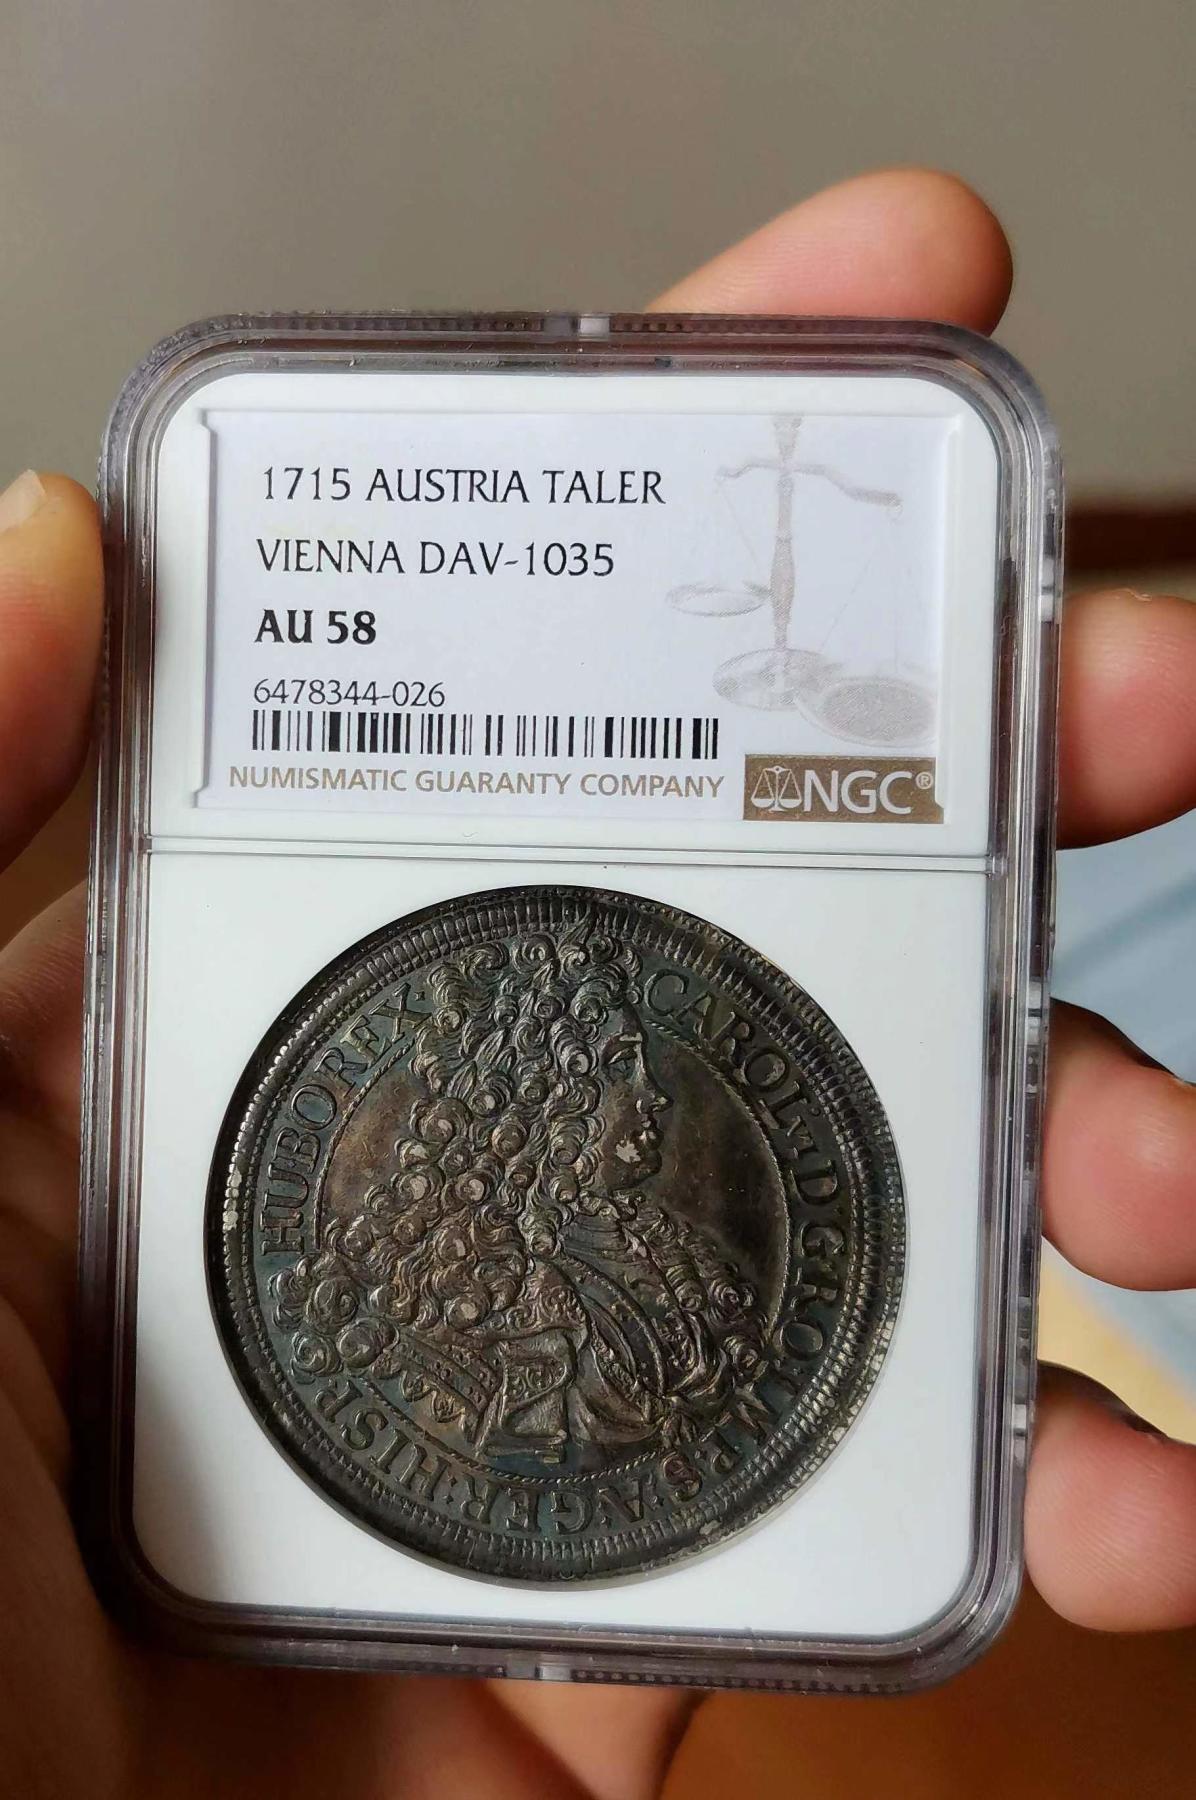 1715 AUSTRIA TALER
VIENNA DAV-1035
AU 58
6478344-026
NUMISMATIC GUARANTY COMPANY
NGC®
CAROL·VI·D:G:RO:IMP·S·A·GER:HISP·HUBOREX·